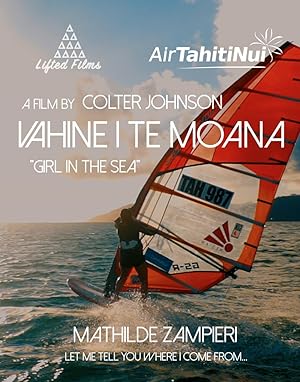 Lifted Films
AirTahitiNui
A FILM BY COLTER JOHNSON
VAHINE I TE MOANA
"GIRL IN THE SEA"
TAH 987
MATHILDE ZAMPIERI
LET ME TELL YOU WHERE I COME FROM...